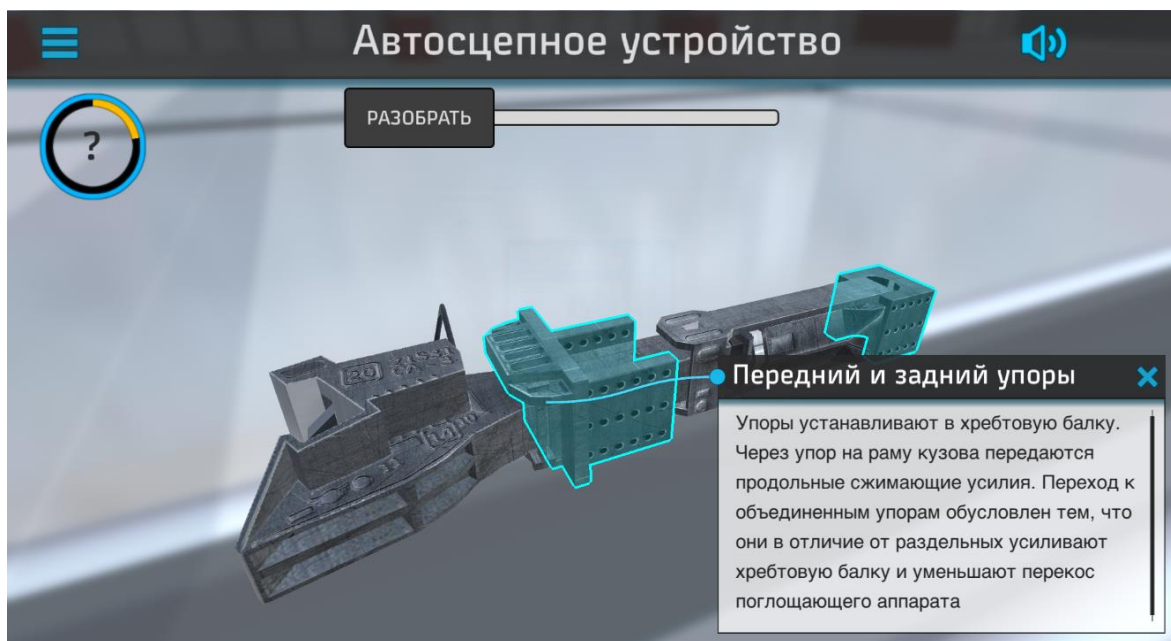 Автосцепное устройство
РАЗОБРАТЬ
?
20
Передний и задний упоры
Упоры устанавливают в хребтовую балку.
Через упор на раму кузова передаются
продольные сжимающие усилия. Переход к
объединенным упорам обусловлен тем, что
они в отличие от раздельных усиливают
хребтовую балку и уменьшают перекос
поглощающего аппарата